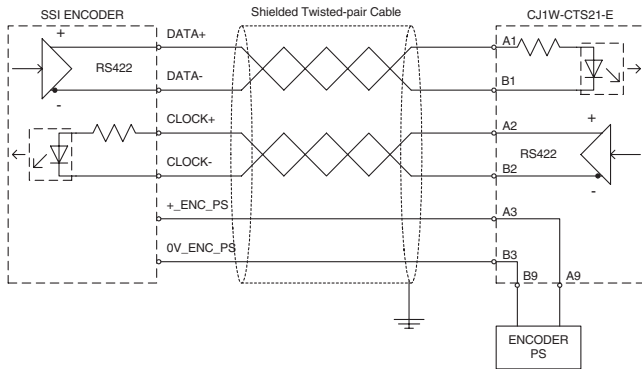 SSI ENCODER
Shielded Twisted-pair Cable
CJ1W-CTS21-E
+
RS422
-
DATA+
DATA-
A1
B1
CLOCK+
CLOCK-
A2
B2
+
RS422
-
+_ENC_PS
A3
0V_ENC_PS
B3
B9
A9
ENCODER
PS